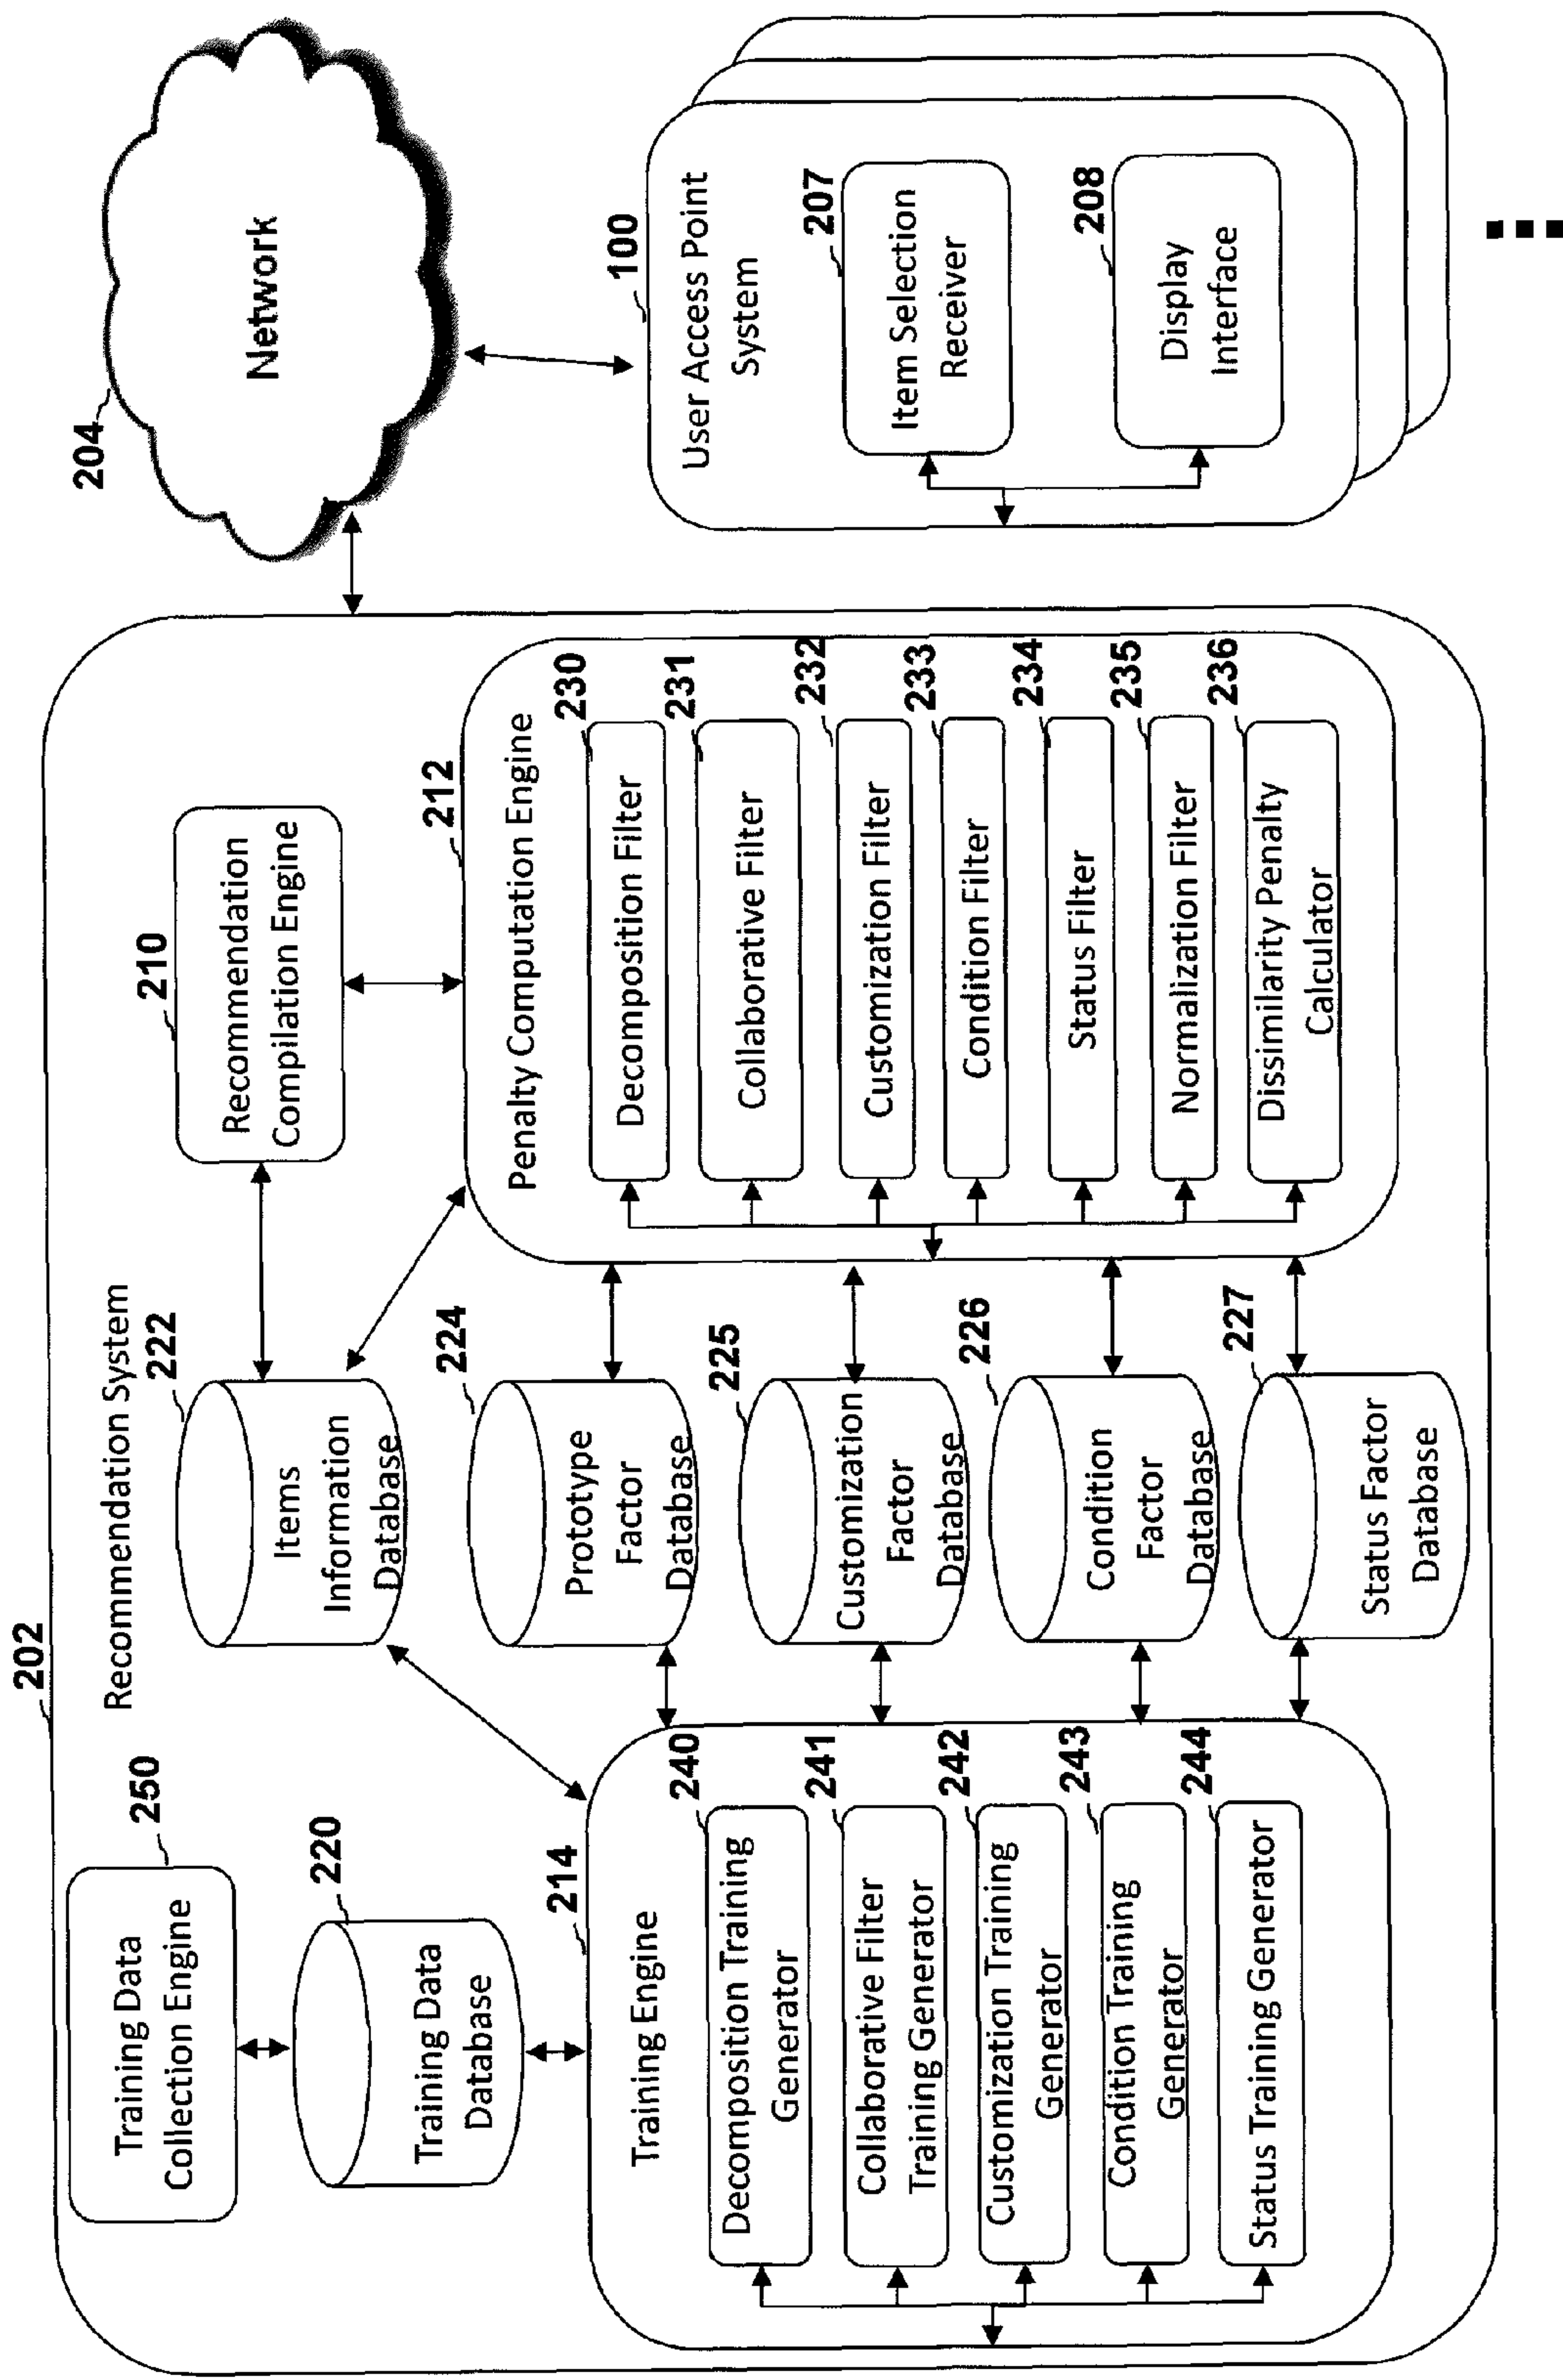 202
Recommendation System
250
Training Data
Collection Engine
220
Training Data
Database
214
Training Engine
240
Decomposition Training
Generator
241
Collaborative Filter
Training Generator
242
Customization Training
Generator
243
Condition Training
Generator
244
Status Training Generator
222
Items
Information
Database
224
Prototype
Factor
Database
225
Customization
Factor
Database
226
Condition
Factor
Database
227
Status Factor
Database
210
Recommendation
Compilation Engine
212
Penalty Computation Engine
230
Decomposition Filter
231
Collaborative Filter
232
Customization Filter
233
Condition Filter
234
Status Filter
235
Normalization Filter
236
Dissimilarity Penalty
Calculator
204
Network
100
User Access Point
System
207
Item Selection
Receiver
208
Display
Interface